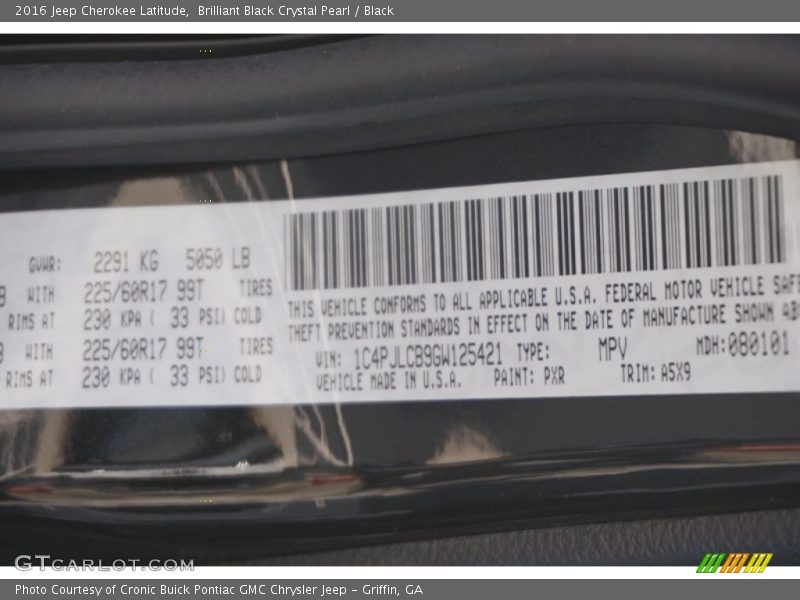 2016 Jeep Cherokee Latitude,  Brilliant Black Crystal Pearl / Black
GVWR: 2291 KG 5050 LB
WITH 225/60R17 99T TIRES
RIMS AT 230 KPA ( 33 PSI) COLD
WITH 225/60R17 99T TIRES
RIMS AT 230 KPA ( 33 PSI) COLD
THIS VEHICLE CONFORMS TO ALL APPLICABLE U.S.A. FEDERAL MOTOR VEHICLE SAFE
THEFT PREVENTION STANDARDS IN EFFECT ON THE DATE OF MANUFACTURE SHOWN AB
VIN: 1C4PJLCB9GW125421 TYPE: MPV MDH:080101
VEHICLE MADE IN U.S.A. PAINT: PXR TRIM: A5X9
GTCARLOT.COM
Photo Courtesy of Cronic Buick Pontiac GMC Chrysler Jeep - Griffin, GA